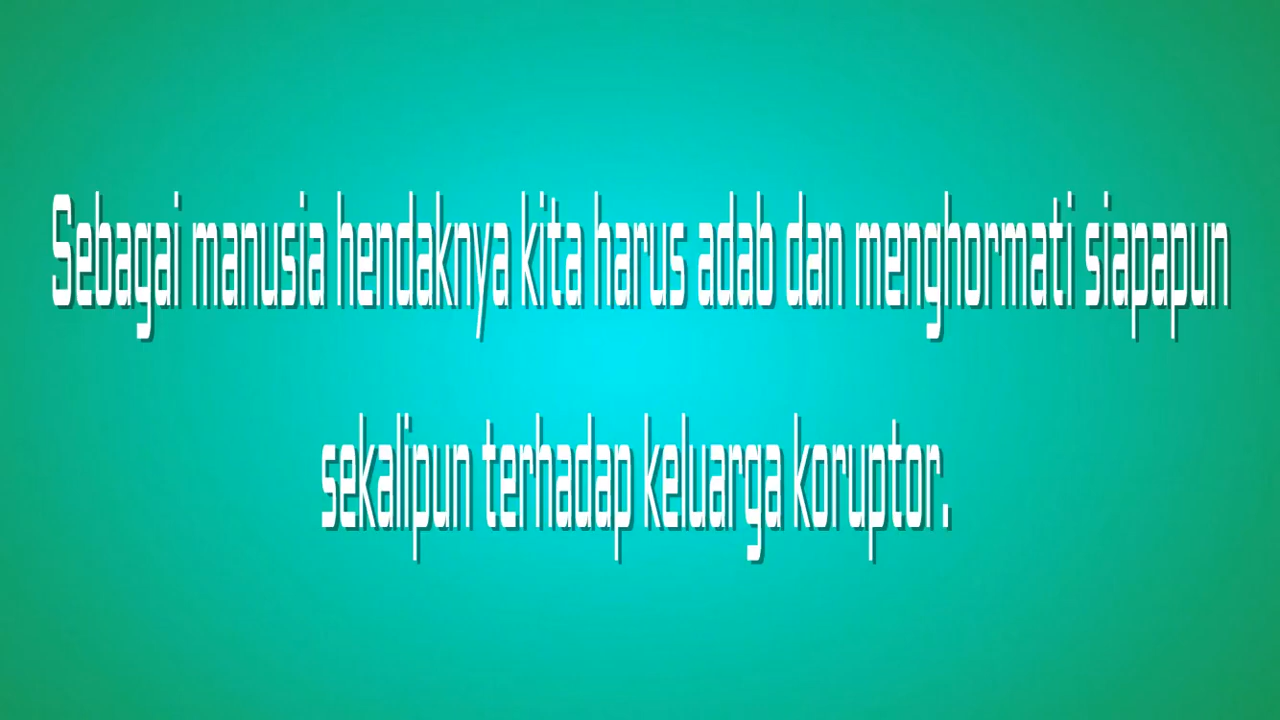 Sebagai manusia hendaknya kita harus adab dan menghormati siapapun
sekalipun terhadap keluarga koruptor.